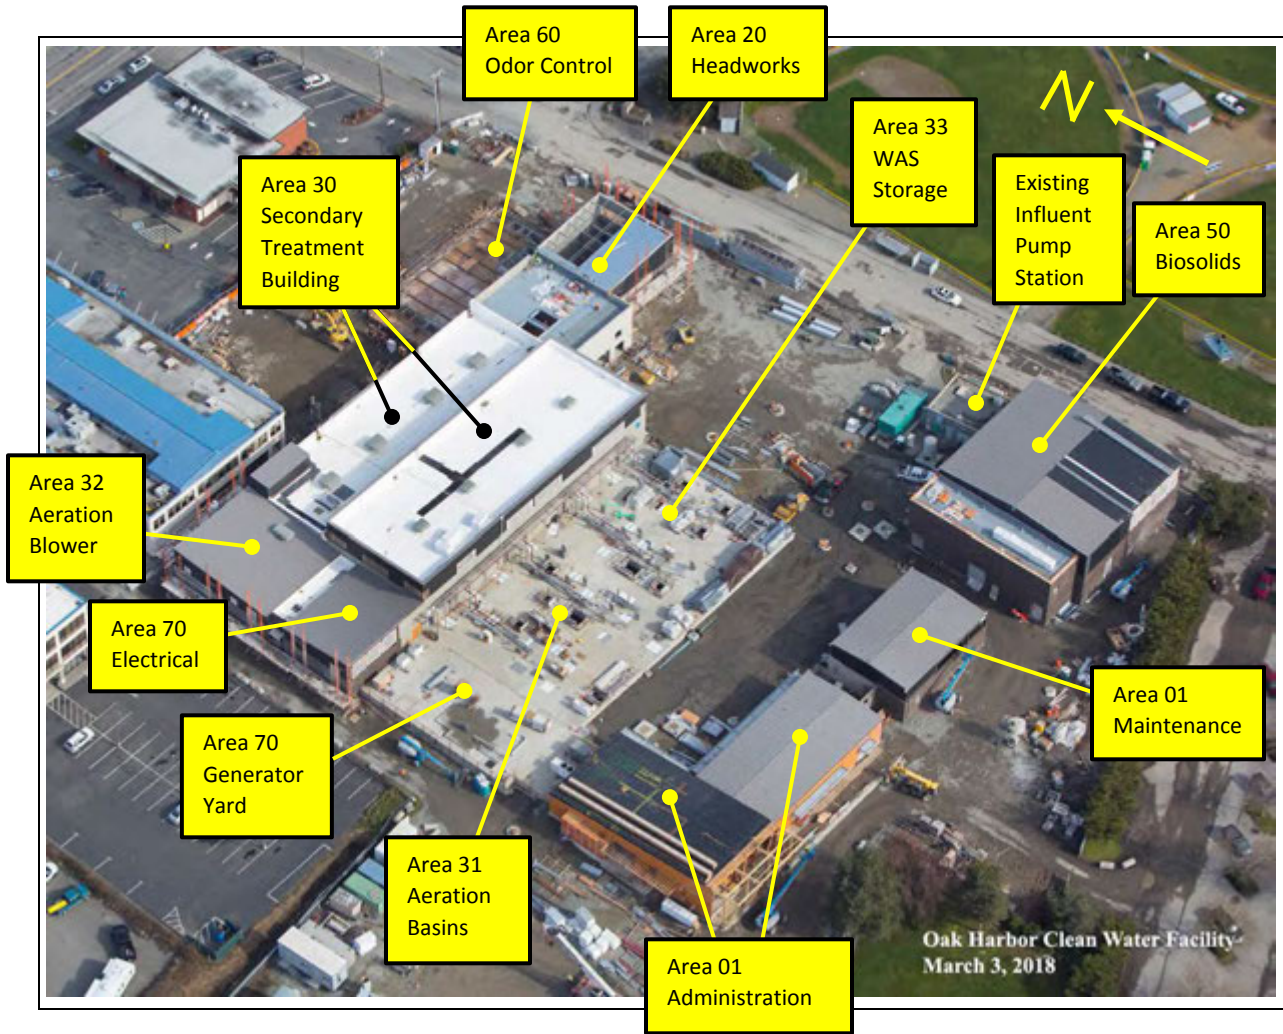 Area 60
Odor Control
Area 20
Headworks
Area 33
WAS
Storage
N
Existing
Influent
Pump
Station
Area 50
Biosolids
Area 30
Secondary
Treatment
Building
Area 32
Aeration
Blower
Area 70
Electrical
Area 70
Generator
Yard
Area 31
Aeration
Basins
Area 01
Maintenance
Area 01
Administration
Oak Harbor Clean Water Facility
March 3, 2018